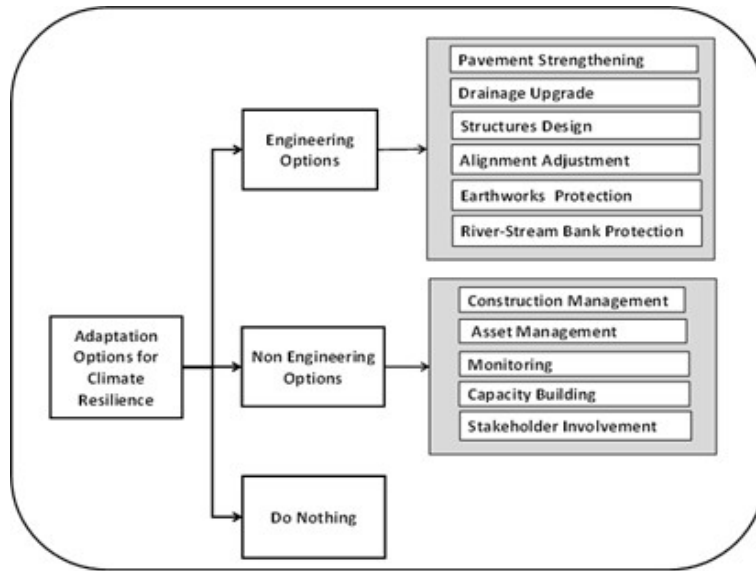 Pavement Strengthening
Drainage Upgrade
Structures Design
Engineering
Options
Alignment Adjustment
Earthworks Protection
River-Stream Bank Protection
Adaptation
Options for
Climate
Resilience
Non Engineering
Options
Construction Management
Asset Management
Monitoring
Capacity Building
Stakeholder Involvement
Do Nothing